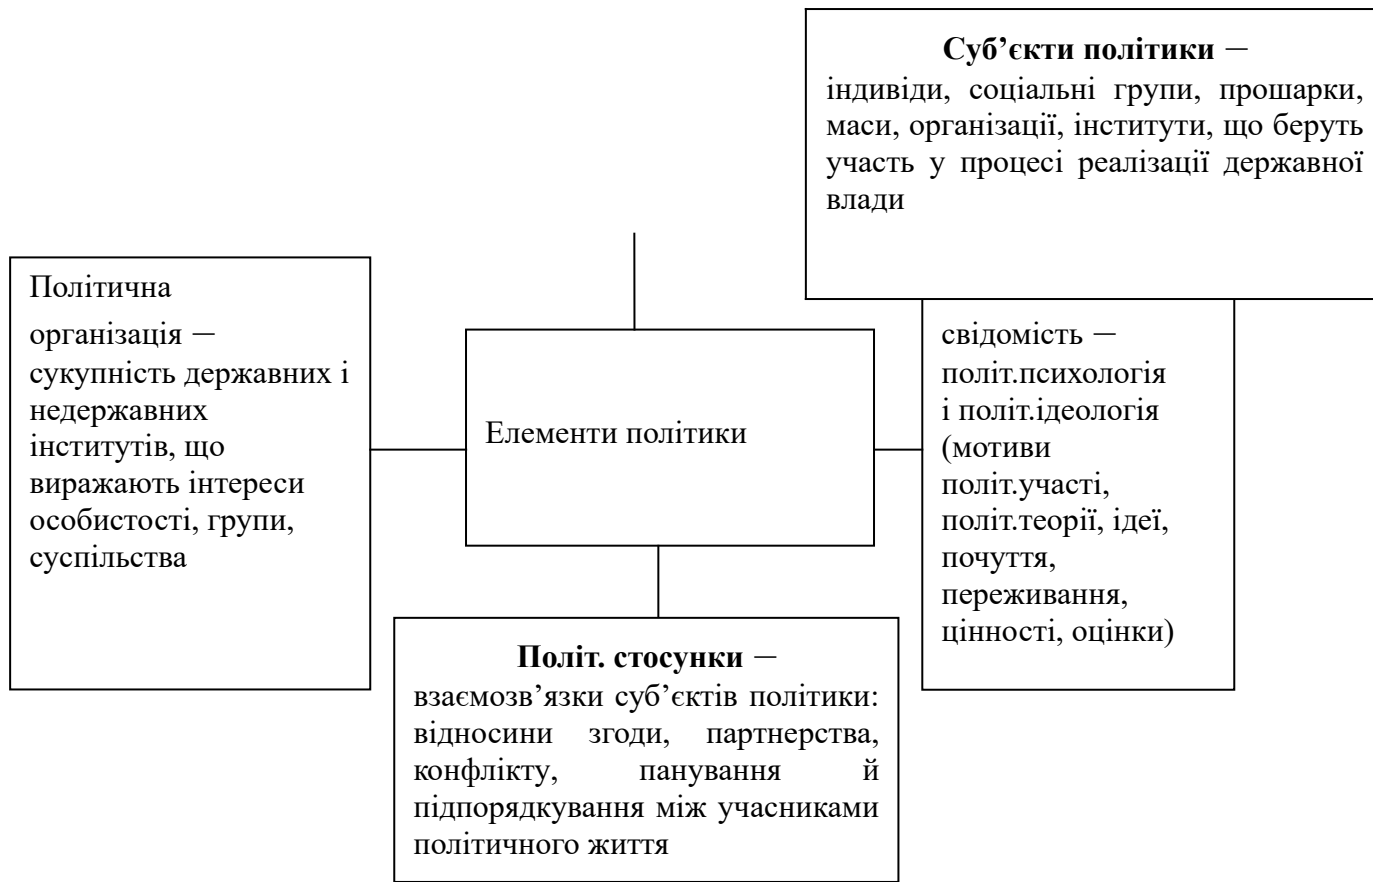 Суб’єкти політики —
індивіди, соціальні групи, прошарки,
маси, організації, інститути, що беруть
участь у процесі реалізації державної
влади
Політична
організація —
сукупність державних і
недержавних
інститутів, що
виражають інтереси
особистості, групи,
суспільства
Елементи політики
свідомість —
політ.психологія
і політ.ідеологія
(мотиви
політ.участі,
політ.теорії, ідеї,
почуття,
переживання,
цінності, оцінки)
Політ. стосунки —
взаємозв’язки суб’єктів політики:
відносини згоди, партнерства,
конфлікту, панування й
підпорядкування між учасниками
політичного життя